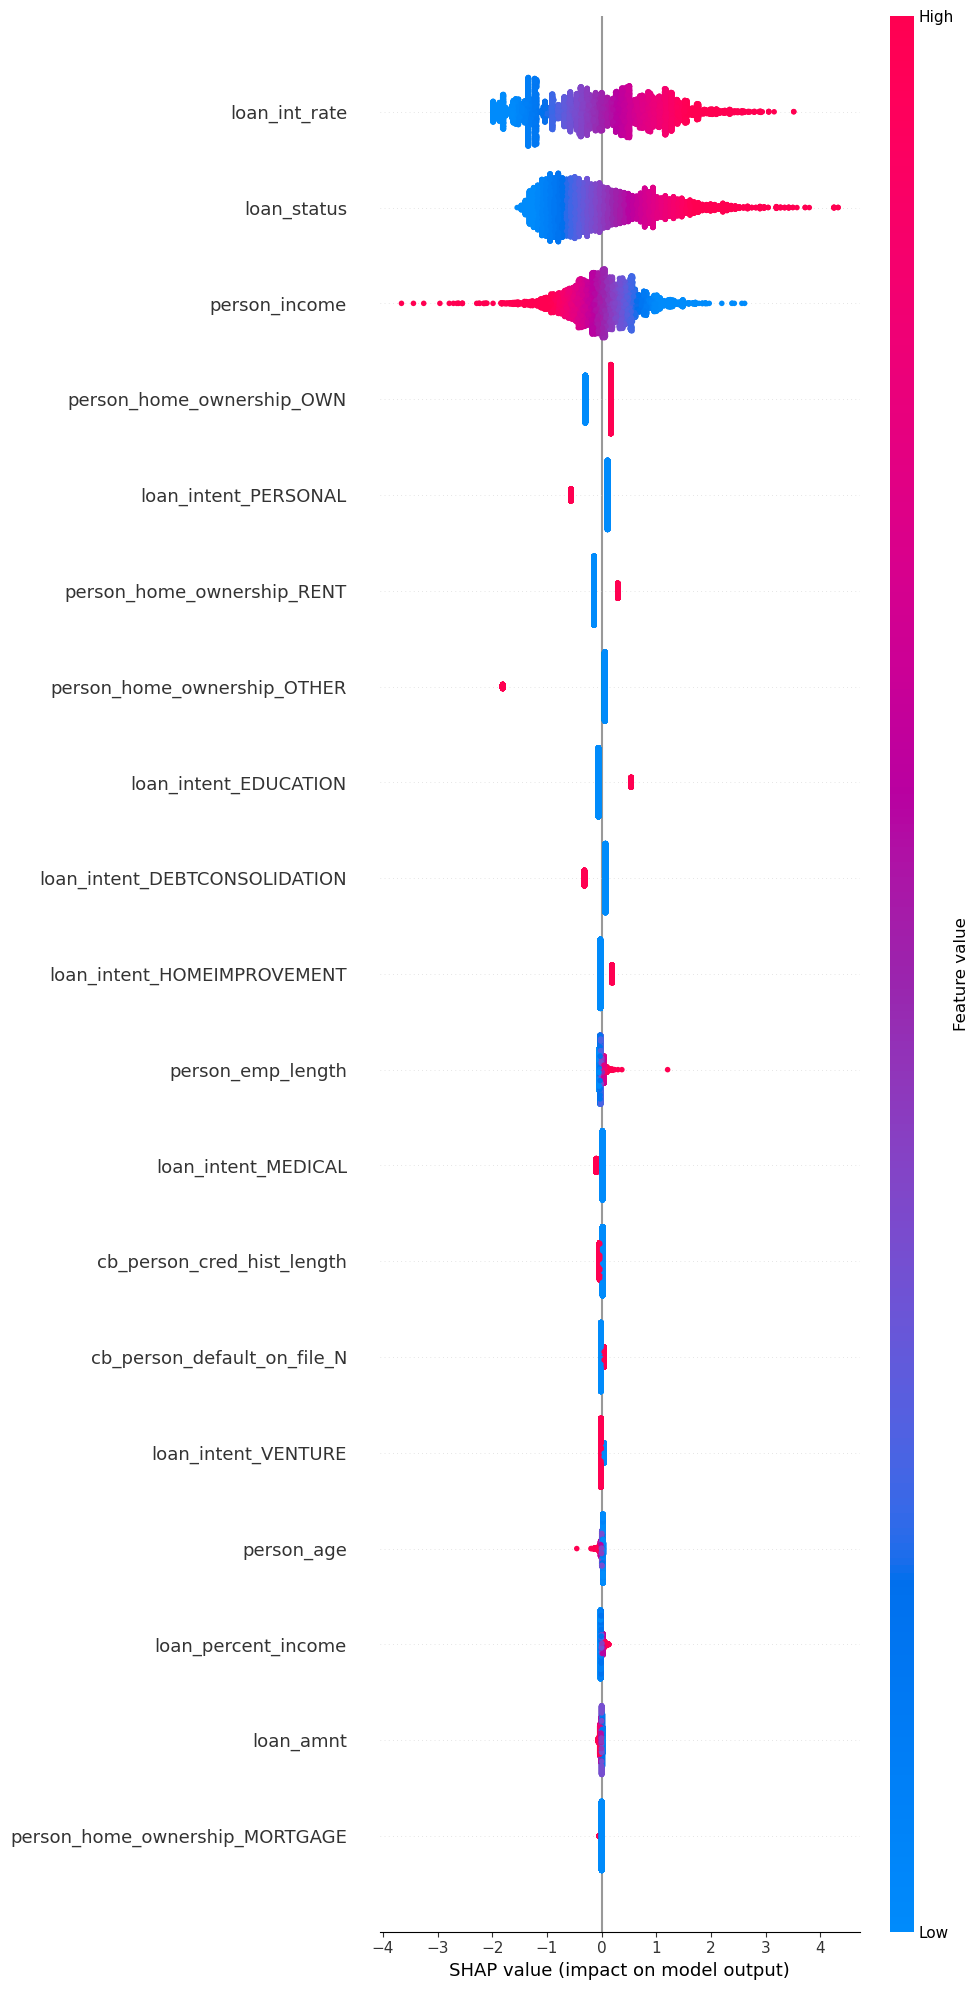 High
loan_int_rate
loan_status
person_income
person_home_ownership_OWN
loan_intent_PERSONAL
person_home_ownership_RENT
person_home_ownership_OTHER
loan_intent_EDUCATION
loan_intent_DEBTCONSOLIDATION
loan_intent_HOMEIMPROVEMENT
person_emp_length
loan_intent_MEDICAL
cb_person_cred_hist_length
cb_person_default_on_file_N
loan_intent_VENTURE
person_age
loan_percent_income
loan_amnt
person_home_ownership_MORTGAGE
Feature value
Low
−4 −3 −2 −1 0 1 2 3 4
SHAP value (impact on model output)